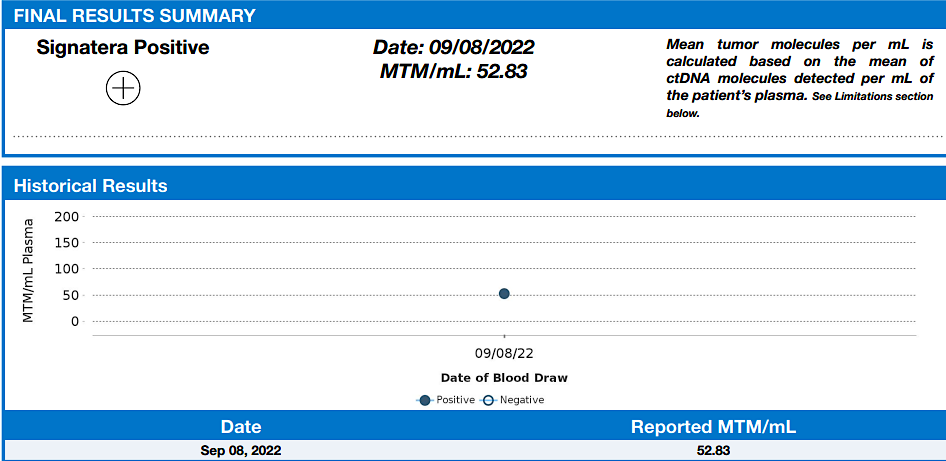 FINAL RESULTS SUMMARY
Signatera Positive
Date: 09/08/2022
MTM/mL: 52.83
Mean tumor molecules per mL is
calculated based on the mean of
ctDNA molecules detected per mL of
the patient's plasma. See Limitations section
below.
Historical Results
MTM/mL Plasma
200
150
100
50
0
09/08/22
Date of Blood Draw
Positive Negative
Date Reported MTM/mL
Sep 08, 2022 52.83